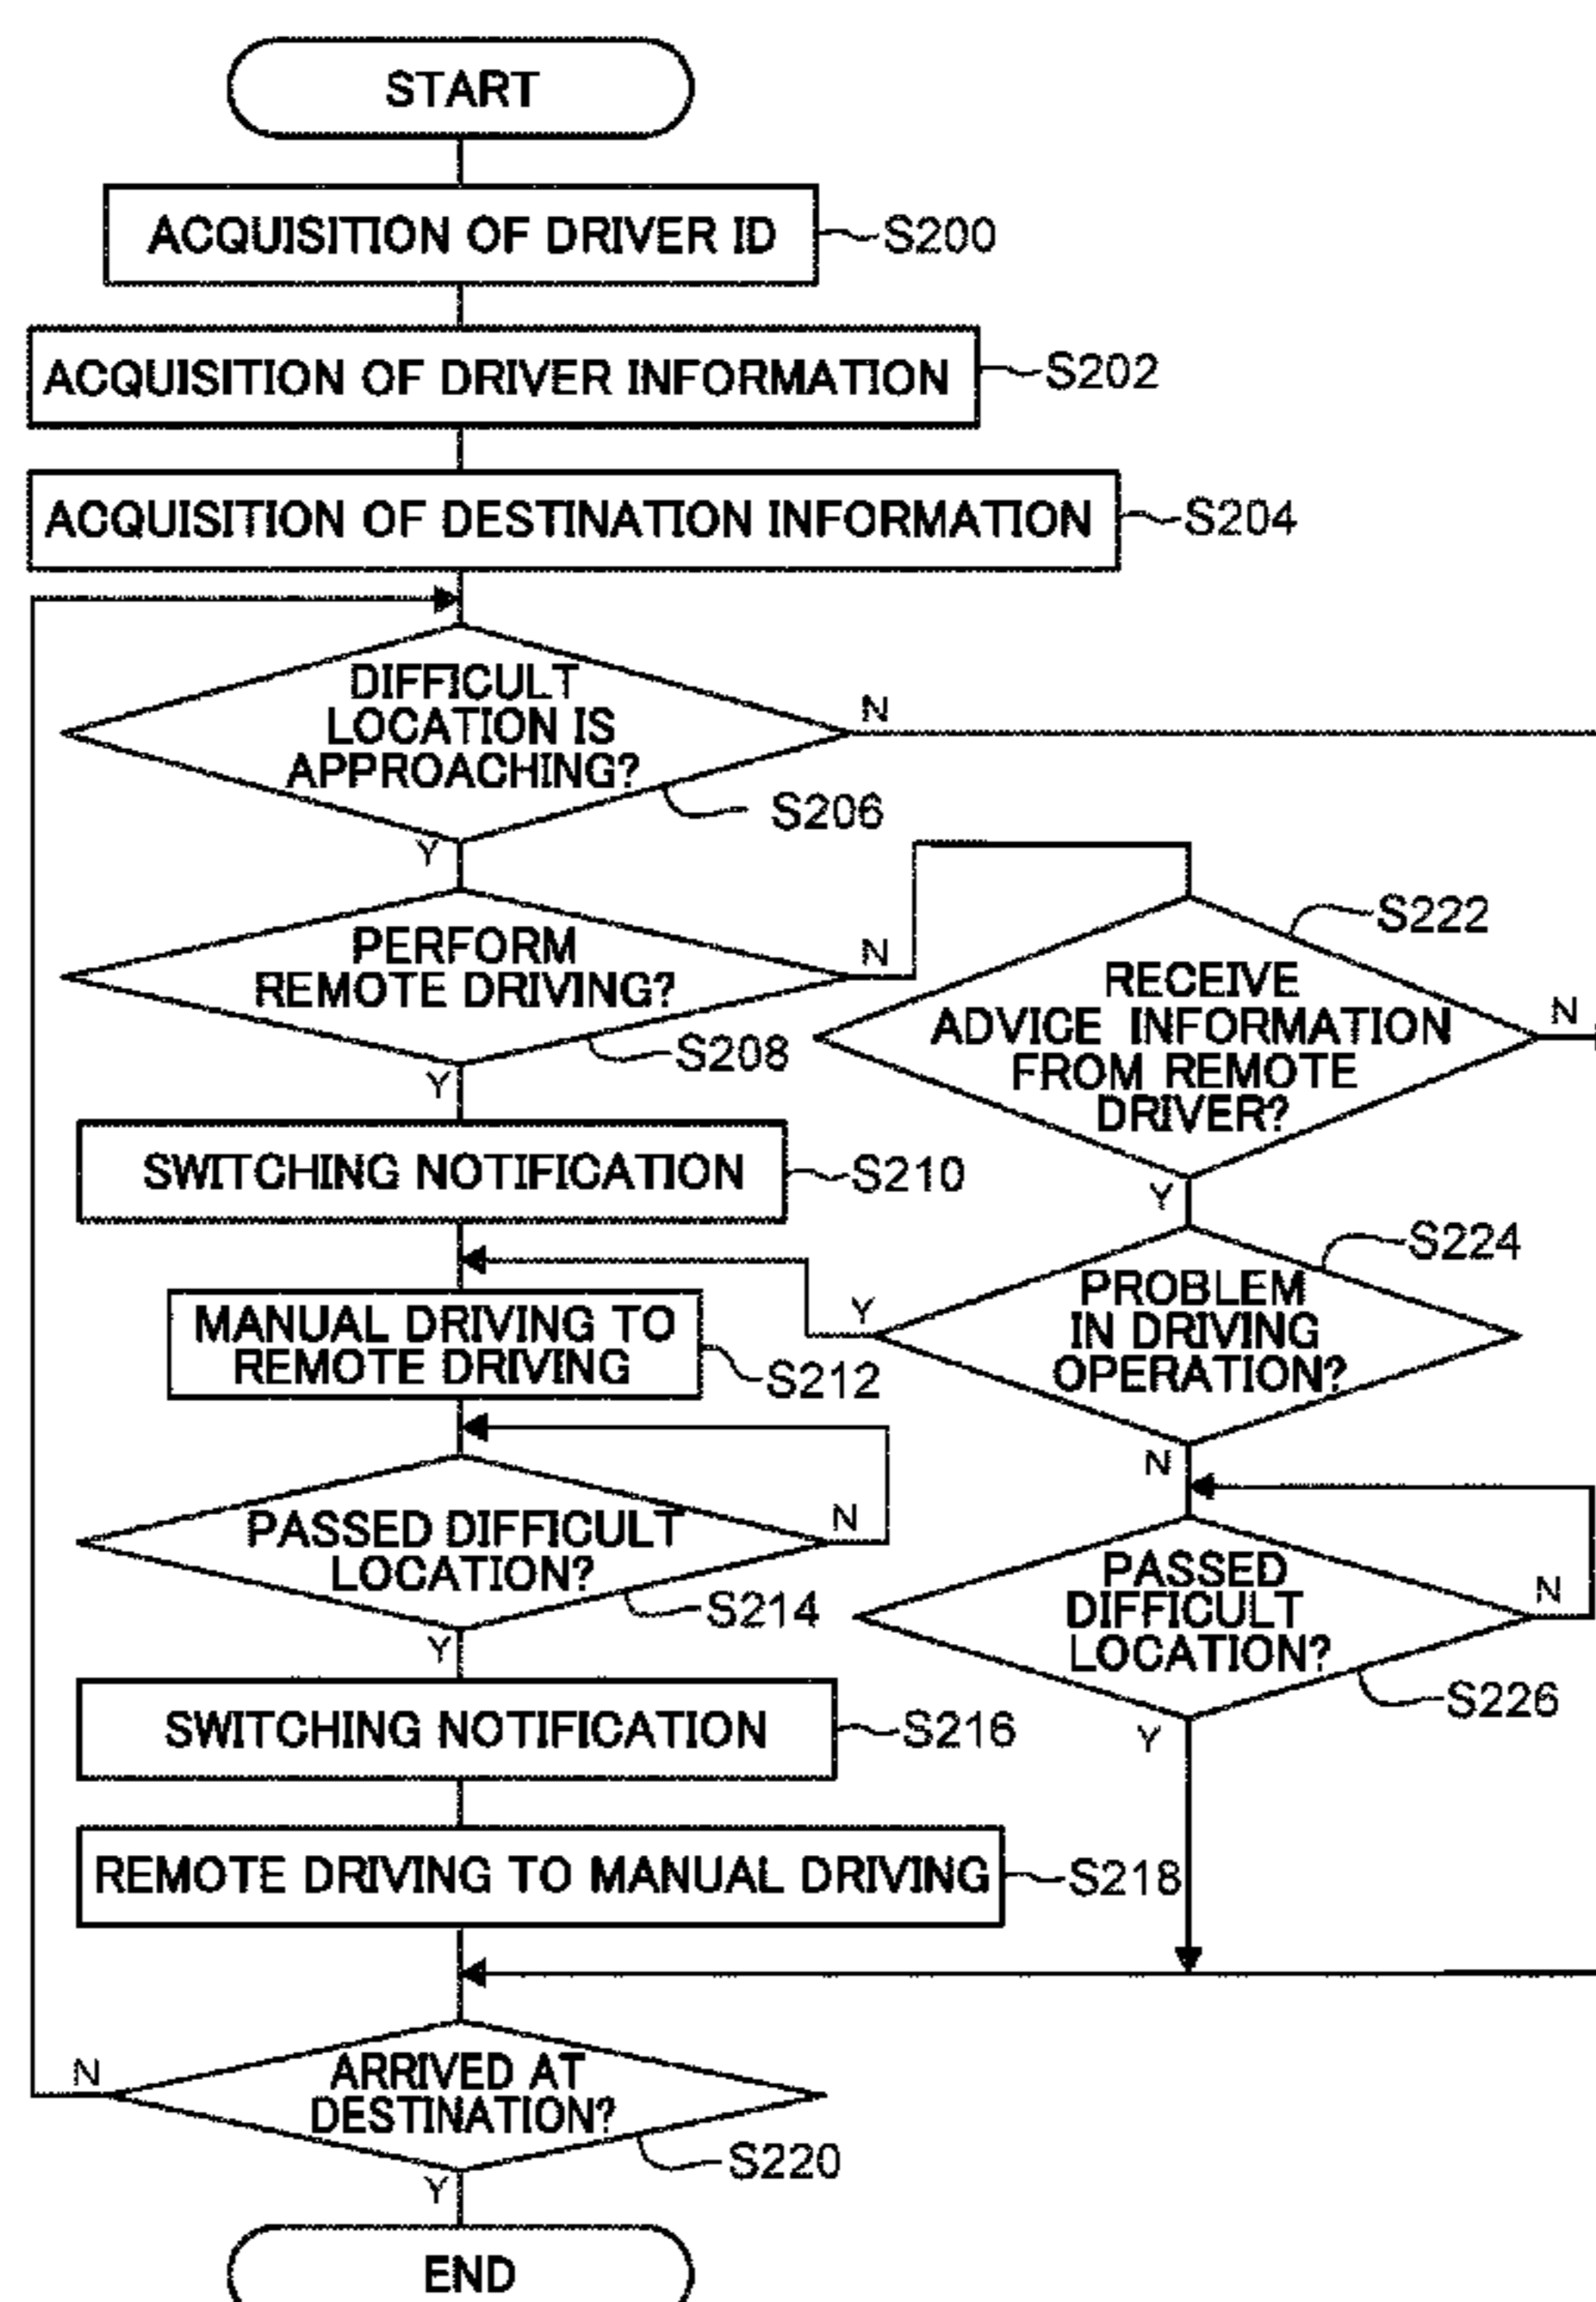 START
ACQUISITION OF DRIVER ID
S200
ACQUISITION OF DRIVER INFORMATION
S202
ACQUISITION OF DESTINATION INFORMATION
S204
DIFFICULT
LOCATION IS
APPROACHING?
N
S206
Y
PERFORM
REMOTE DRIVING?
N
S208
Y
S222
RECEIVE
ADVICE INFORMATION
FROM REMOTE
DRIVER?
N
Y
SWITCHING NOTIFICATION
S210
S224
PROBLEM
IN DRIVING
OPERATION?
Y
N
MANUAL DRIVING TO
REMOTE DRIVING
S212
PASSED DIFFICULT
LOCATION?
N
S214
Y
PASSED
DIFFICULT
LOCATION?
N
S226
Y
SWITCHING NOTIFICATION
S216
REMOTE DRIVING TO MANUAL DRIVING
S218
ARRIVED AT
DESTINATION?
N
S220
Y
END